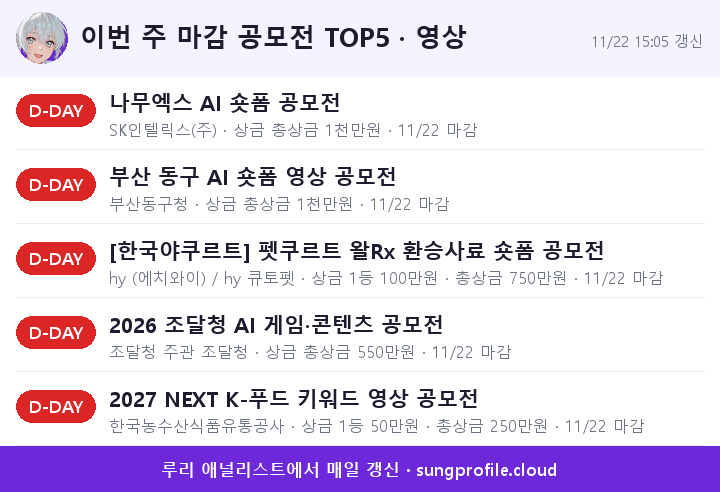 이번 주 마감 공모전 TOP5 · 영상
11/22 15:05 갱신
D-DAY
나무엑스 AI 숏폼 공모전
SK인텔릭스(주) · 상금 총상금 1천만원 · 11/22 마감
D-DAY
부산 동구 AI 숏폼 영상 공모전
부산동구청 · 상금 총상금 1천만원 · 11/22 마감
D-DAY
[한국야쿠르트] 펫쿠르트 왈Rx 환승사료 숏폼 공모전
hy (에치와이) / hy 큐토펫 · 상금 1등 100만원 · 총상금 750만원 · 11/22 마감
D-DAY
2026 조달청 AI 게임·콘텐츠 공모전
조달청 주관 조달청 · 상금 총상금 550만원 · 11/22 마감
D-DAY
2027 NEXT K-푸드 키워드 영상 공모전
한국농수산식품유통공사 · 상금 1등 50만원 · 총상금 250만원 · 11/22 마감
루리 애널리스트에서 매일 갱신 · sungprofile.cloud